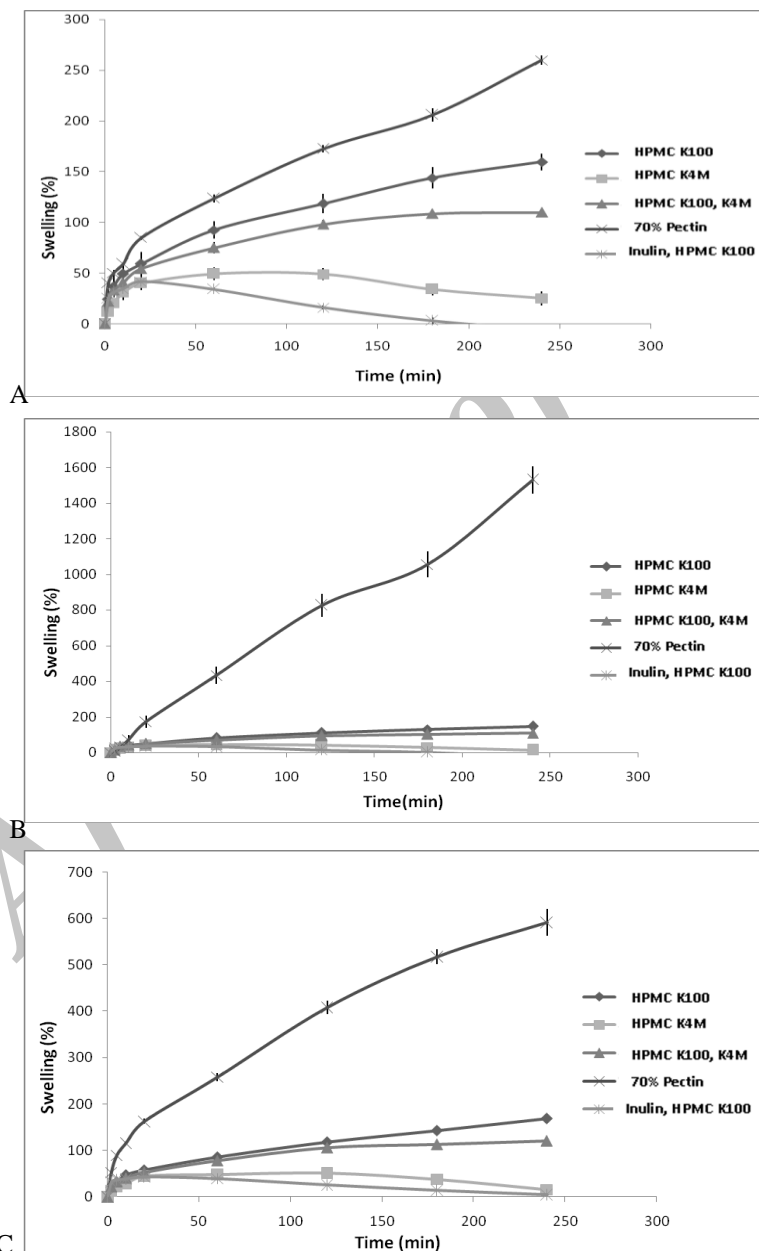 300
250
200
150
100
50
0
Swelling (%)
0 50 100 150 200 250 300
Time (min)
HPMC K100
HPMC K4M
HPMC K100, K4M
70% Pectin
Inulin, HPMC K100
A
1800
1600
1400
1200
1000
800
600
400
200
0
Swelling (%)
0 50 100 150 200 250 300
Time(min)
HPMC K100
HPMC K4M
HPMC K100, K4M
70% Pectin
Inulin, HPMC K100
B
700
600
500
400
300
200
100
0
Swelling (%)
0 50 100 150 200 250 300
Time (min)
HPMC K100
HPMC K4M
HPMC K100, K4M
70% Pectin
Inulin, HPMC K100
C